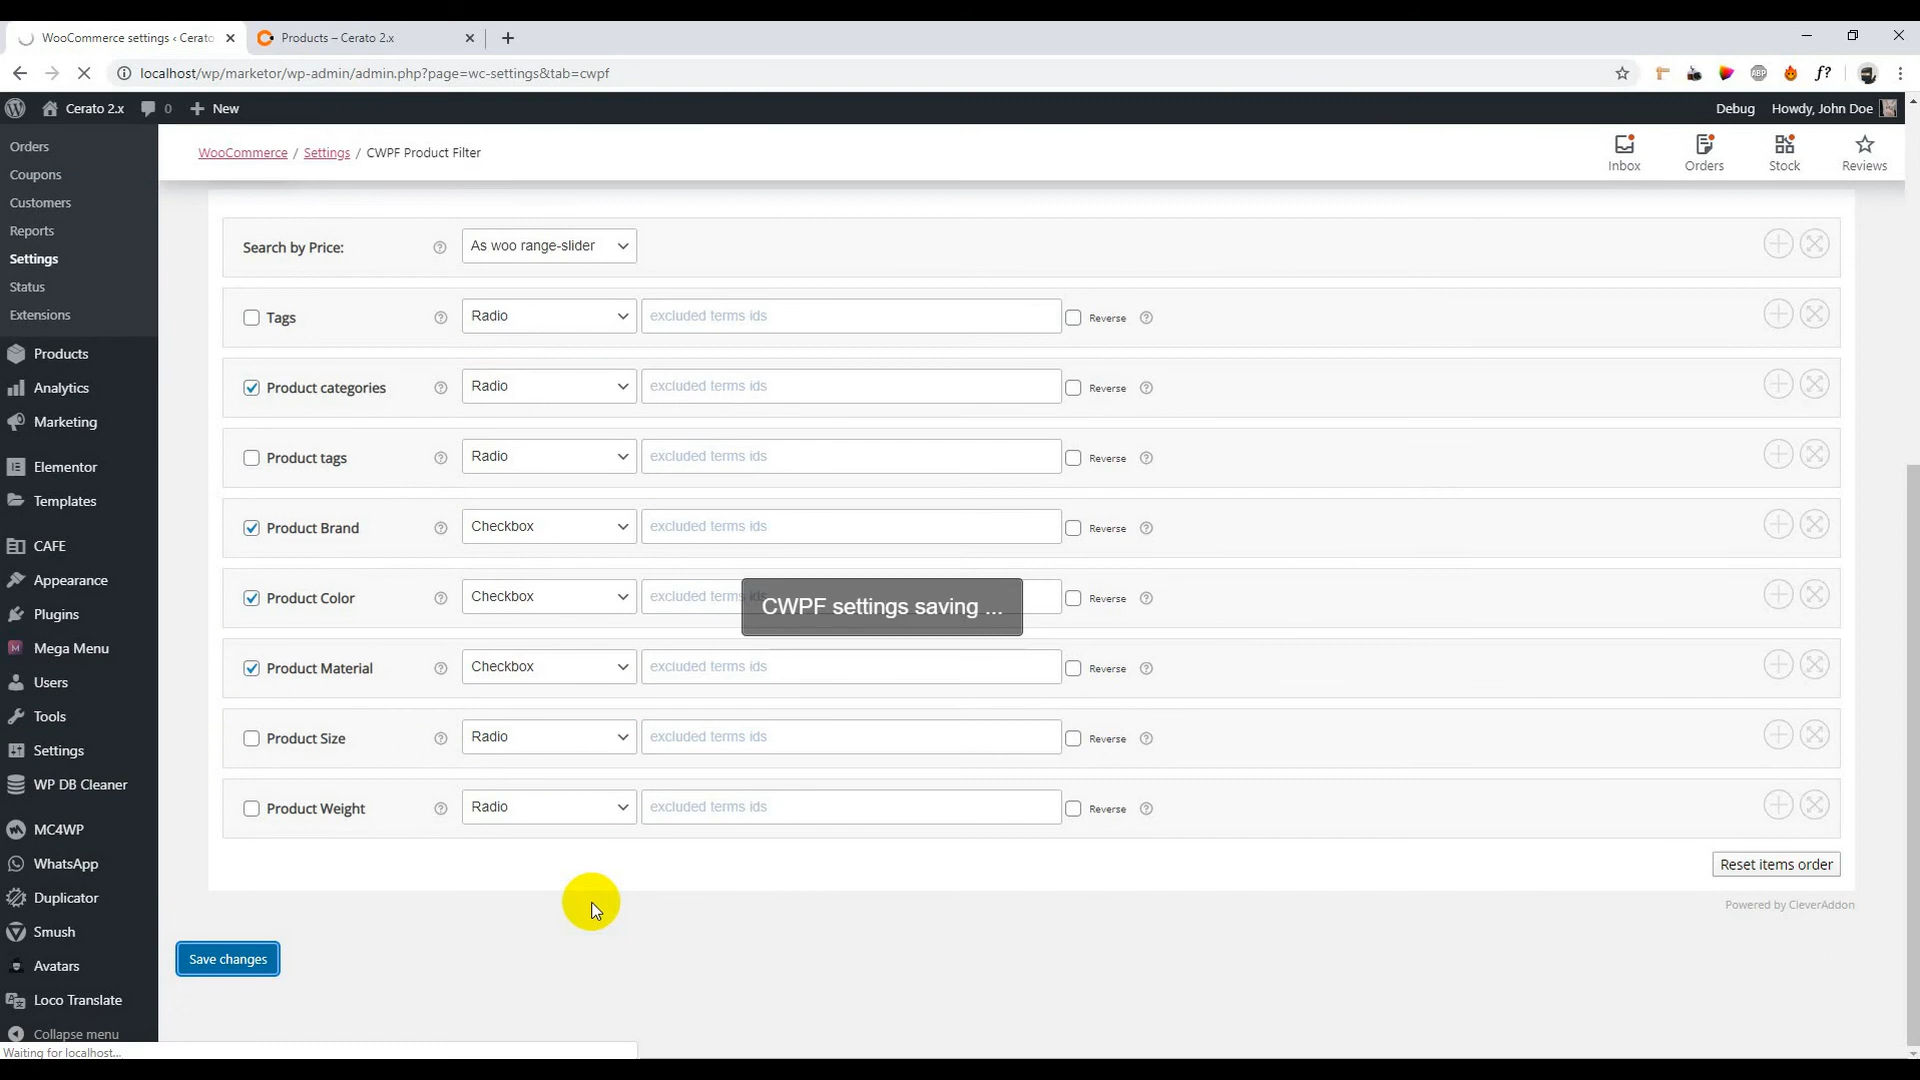 WooCommerce settings ‹ Cerato
Products – Cerato 2.x
localhost/wp/marketor/wp-admin/admin.php?page=wc-settings&tab=cwpf
ABP
f?
Cerato 2.x
0
New
Debug
Howdy, John Doe
WooCommerce / Settings / CWPF Product Filter
Inbox
Orders
Stock
Reviews
Orders
Coupons
Customers
Reports
Settings
Status
Extensions
Products
Analytics
Marketing
Elementor
Templates
CAFE
Appearance
Plugins
Mega Menu
Users
Tools
Settings
WP DB Cleaner
MC4WP
WhatsApp
Duplicator
Smush
Avatars
Loco Translate
Collapse menu
Search by Price: As woo range-slider
Tags Radio excluded terms ids Reverse
Product categories Radio excluded terms ids Reverse
Product tags Radio excluded terms ids Reverse
Product Brand Checkbox excluded terms ids Reverse
Product Color Checkbox excluded terms Reverse
CWPF settings saving ...
Product Material Checkbox excluded terms ids Reverse
Product Size Radio excluded terms ids Reverse
Product Weight Radio excluded terms ids Reverse
Reset items order
Powered by CleverAddon
Save changes
Waiting for localhost...